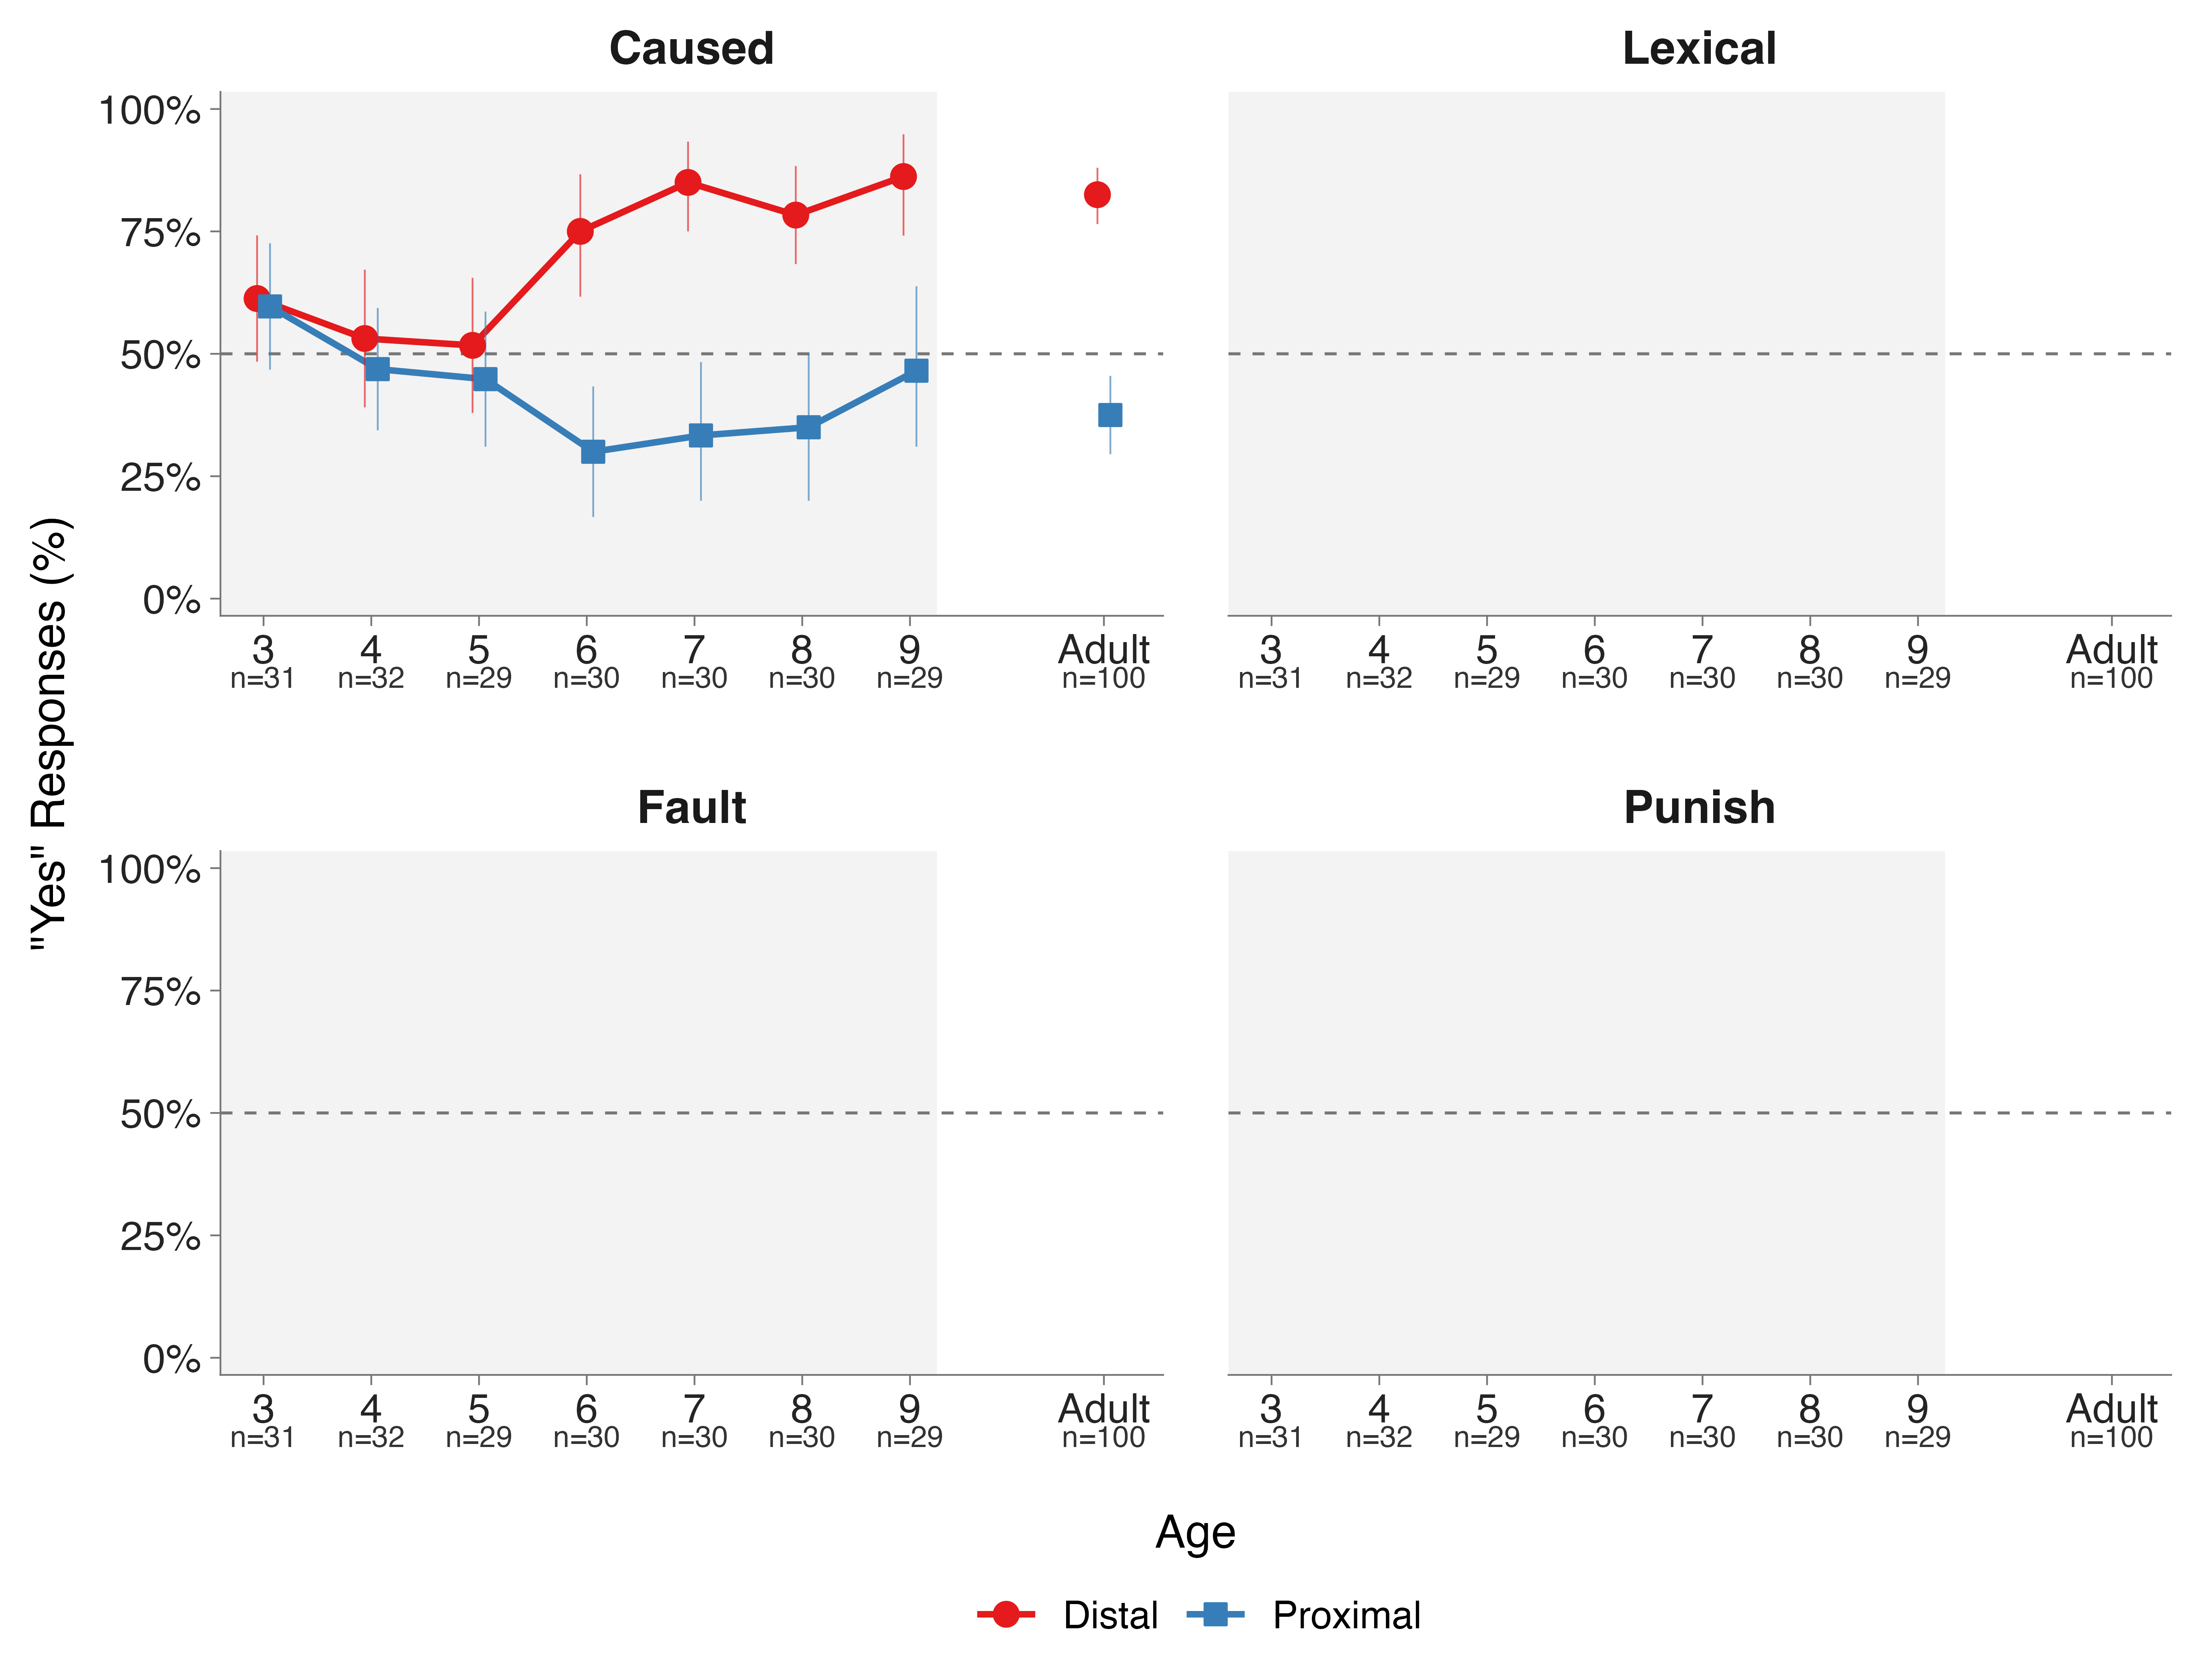 Caused
Lexical
"Yes" Responses (%)
100%
75%
50%
25%
0%
3 4 5 6 7 8 9 Adult
n=31 n=32 n=29 n=30 n=30 n=30 n=29 n=100
3 4 5 6 7 8 9 Adult
n=31 n=32 n=29 n=30 n=30 n=30 n=29 n=100
Fault
Punish
100%
75%
50%
25%
0%
3 4 5 6 7 8 9 Adult
n=31 n=32 n=29 n=30 n=30 n=30 n=29 n=100
3 4 5 6 7 8 9 Adult
n=31 n=32 n=29 n=30 n=30 n=30 n=29 n=100
Age
Distal Proximal